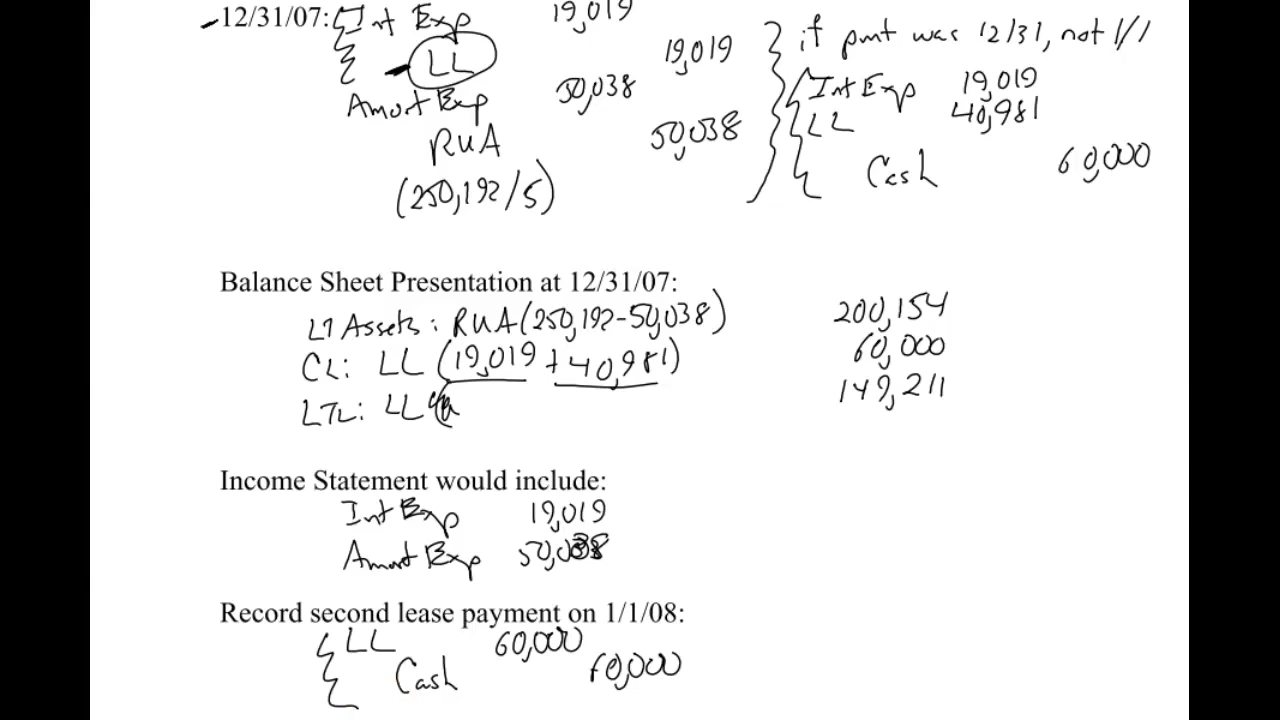 12/31/07: Int Exp 19,019
LL 19,019
Amort Exp 50,038
RUA 50,038
(250,192/5)
if pmt was 12/31, not 1/1
Int Exp 19,019
LL 40,981
Cash 60,000
Balance Sheet Presentation at 12/31/07:
LT Assets: RUA (250,192-50,038) 200,154
CL: LL (19,019 + 40,981) 60,000
LTL: LL 149,211
Income Statement would include:
Int Exp 19,019
Amort Exp 50,038
Record second lease payment on 1/1/08:
LL 60,000
Cash 60,000